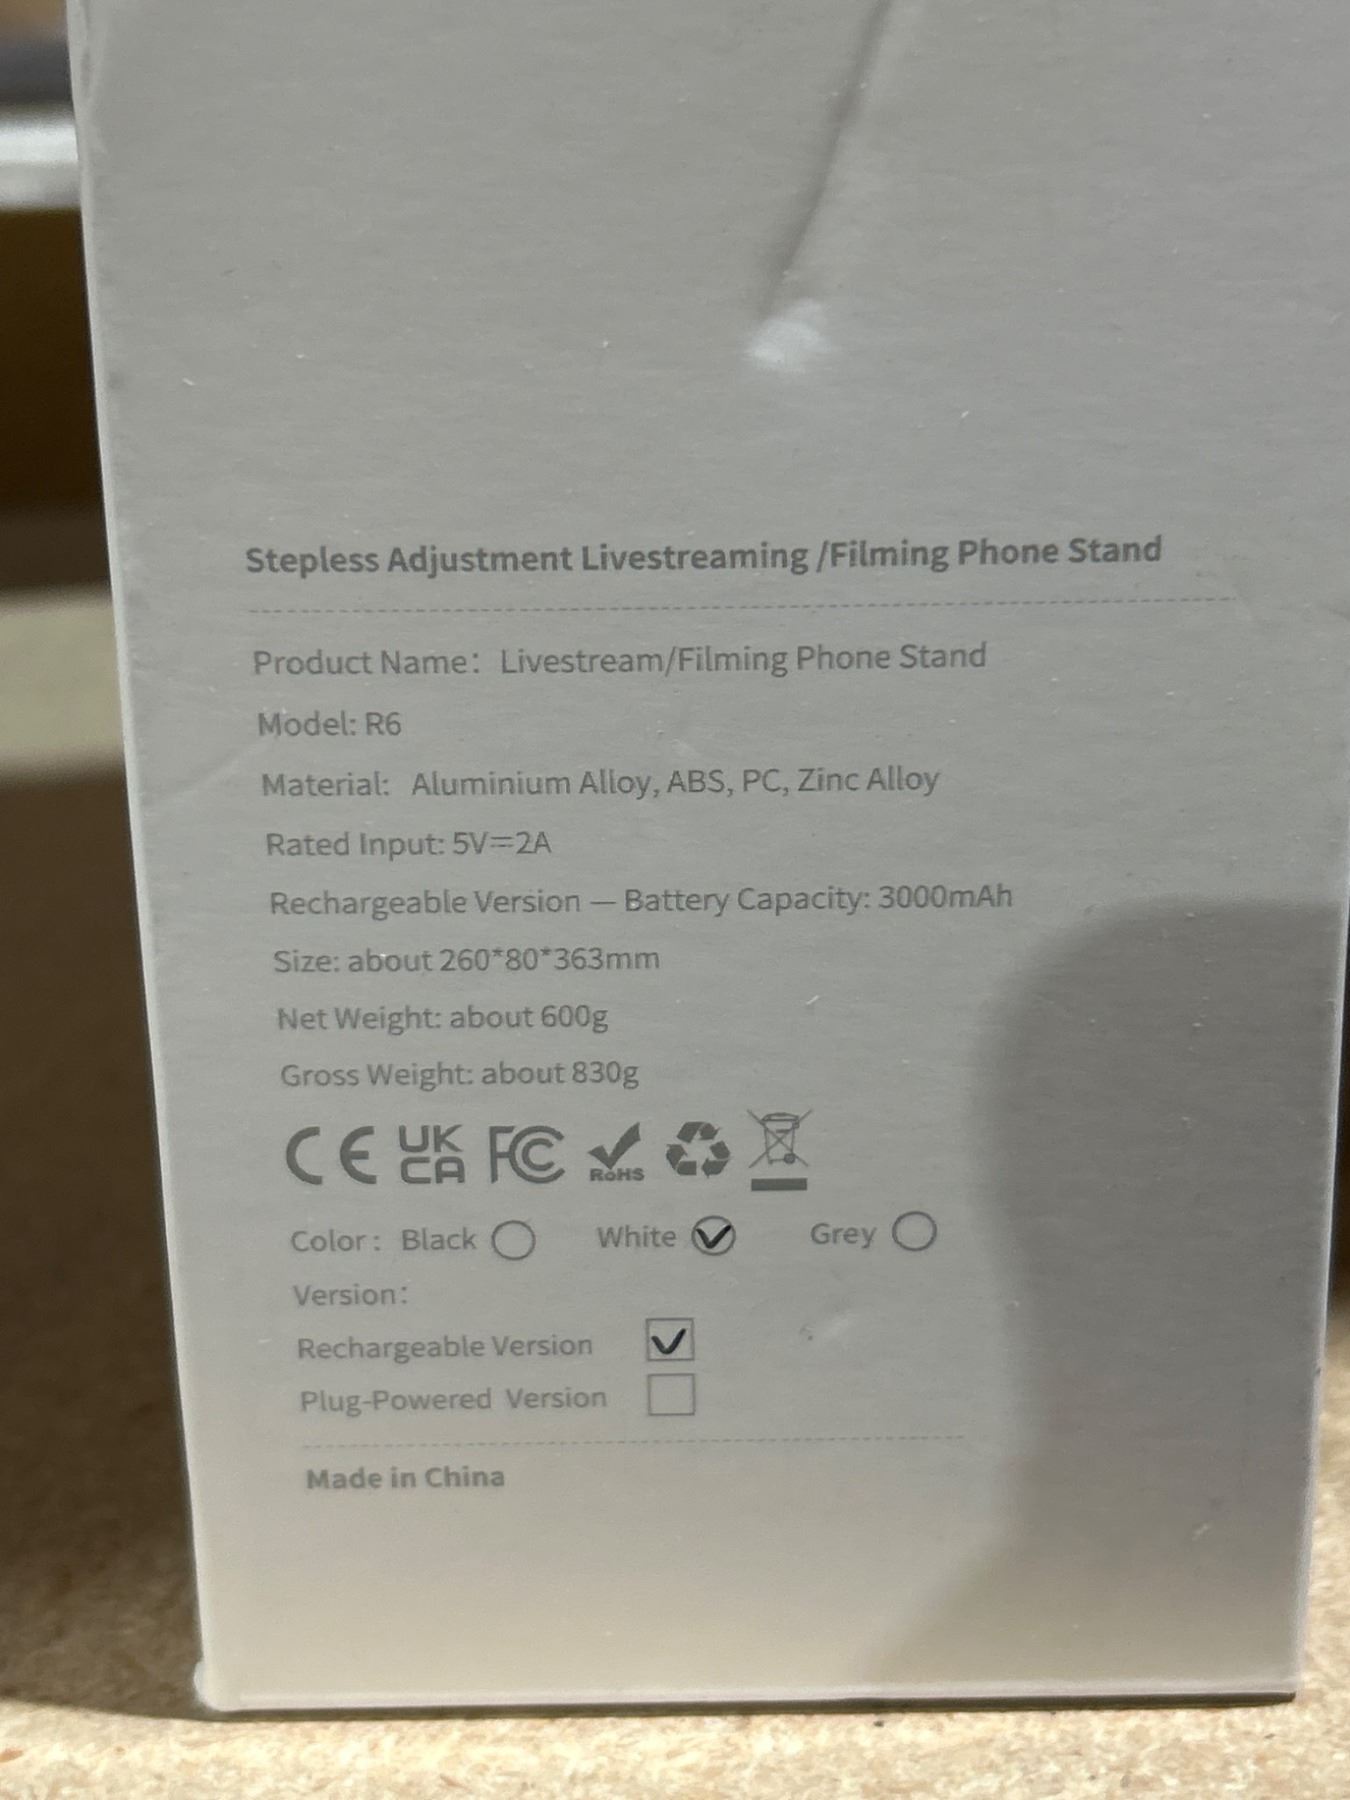 Stepless Adjustment Livestreaming /Filming Phone Stand
Product Name: Livestream/Filming Phone Stand
Model: R6
Material: Aluminium Alloy, ABS, PC, Zinc Alloy
Rated Input: 5V⎓2A
Rechargeable Version — Battery Capacity: 3000mAh
Size: about 260*80*363mm
Net Weight: about 600g
Gross Weight: about 830g
CE UK CA FC RoHS
Color: Black White Grey
Version:
Rechargeable Version
Plug-Powered Version
Made in China